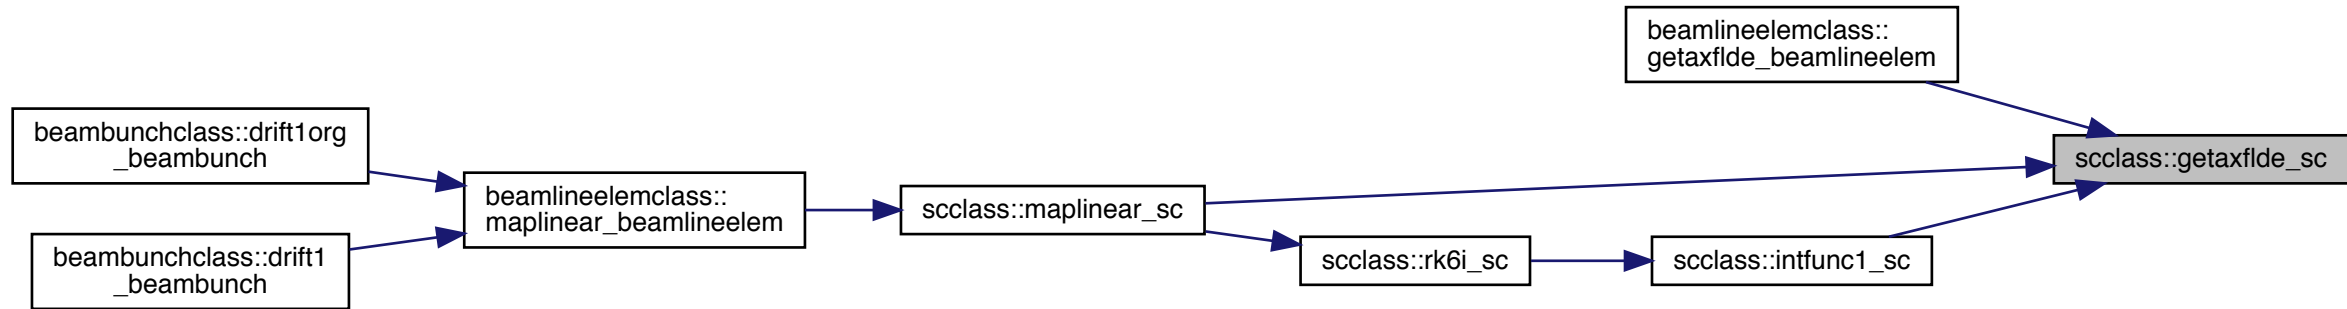 beamlineelemclass::
getaxflde_beamlineelem
beambunchclass::drift1org
_beambunch
scclass::getaxflde_sc
beamlineelemclass::
maplinear_beamlineelem
scclass::maplinear_sc
beambunchclass::drift1
_beambunch
scclass::rk6i_sc
scclass::intfunc1_sc